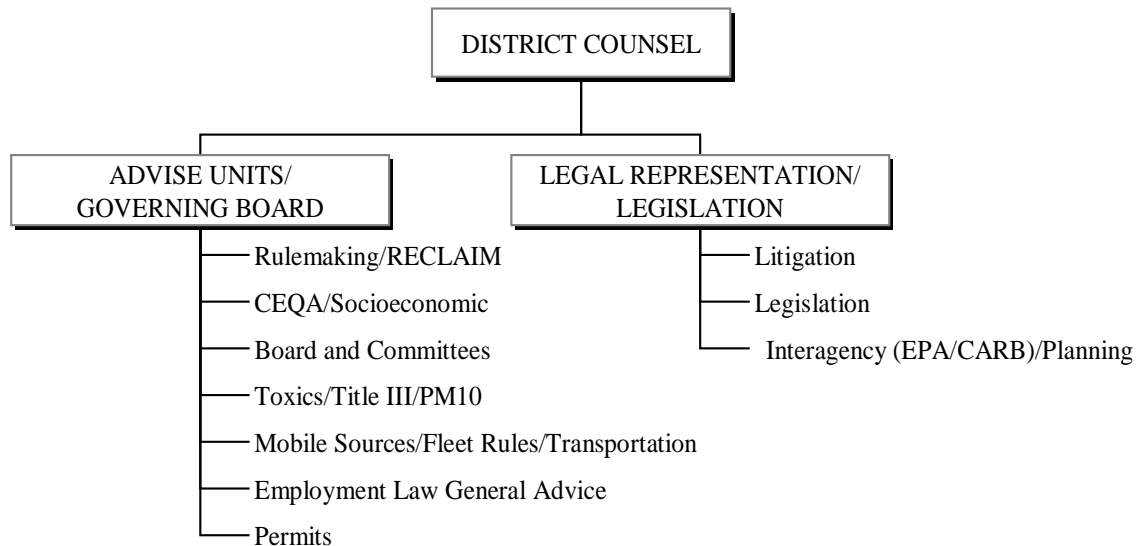 DISTRICT COUNSEL
ADVISE UNITS/
GOVERNING BOARD
Rulemaking/RECLAIM
CEQA/Socioeconomic
Board and Committees
Toxics/Title III/PM10
Mobile Sources/Fleet Rules/Transportation
Employment Law General Advice
Permits
LEGAL REPRESENTATION/
LEGISLATION
Litigation
Legislation
Interagency (EPA/CARB)/Planning